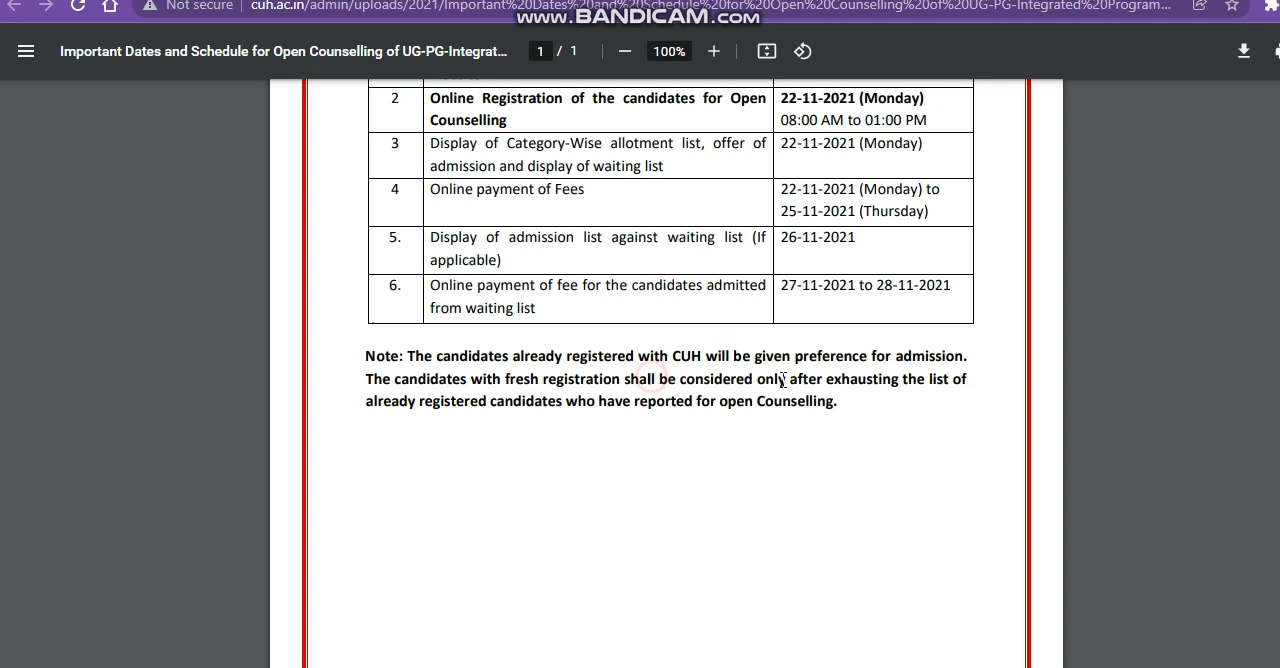 Not secure | cuh.ac.in/admin/uploads/2021/Important%20Dates%20and%20Schedule%20for%20Open%20Counselling%20of%20UG-PG-Integrated%20Program...
www.BANDICAM.com
Important Dates and Schedule for Open Counselling of UG-PG-Integrat... 1 / 1 100%
2 Online Registration of the candidates for Open 22-11-2021 (Monday)
Counselling 08:00 AM to 01:00 PM
3 Display of Category-Wise allotment list, offer of 22-11-2021 (Monday)
admission and display of waiting list
4 Online payment of Fees 22-11-2021 (Monday) to
25-11-2021 (Thursday)
5. Display of admission list against waiting list (If 26-11-2021
applicable)
6. Online payment of fee for the candidates admitted 27-11-2021 to 28-11-2021
from waiting list
Note: The candidates already registered with CUH will be given preference for admission.
The candidates with fresh registration shall be considered only after exhausting the list of
already registered candidates who have reported for open Counselling.